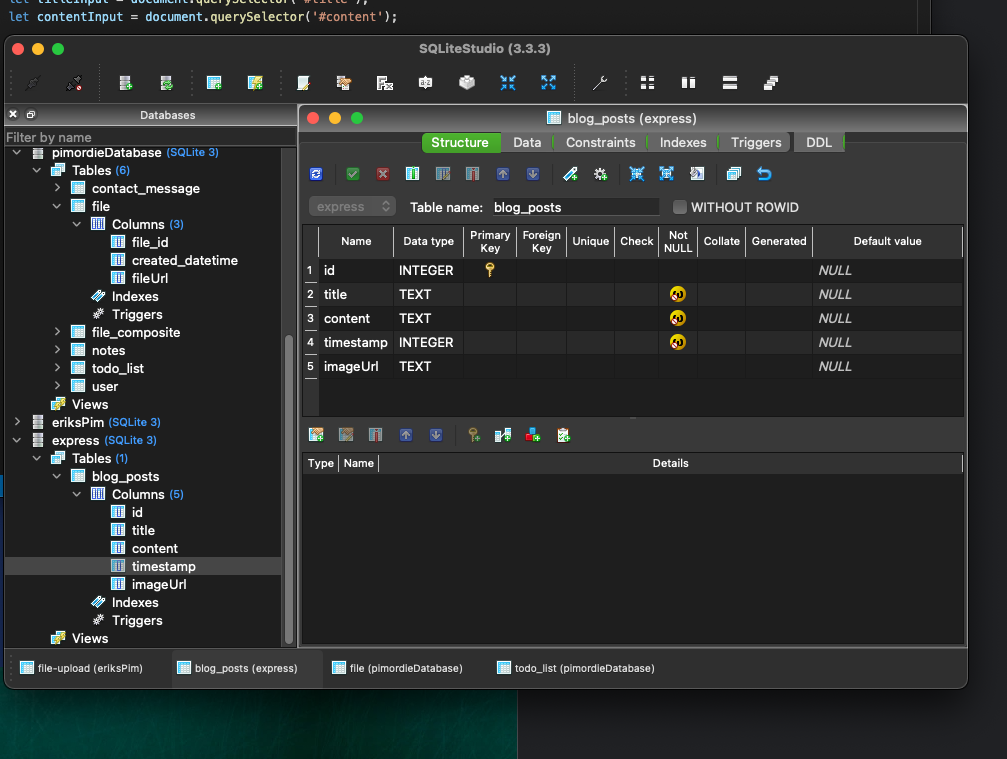 let contentInput = document.querySelector('#content');
SQLiteStudio (3.3.3)
Databases
Filter by name
pimordieDatabase (SQLite 3)
Tables (6)
contact_message
file
Columns (3)
file_id
created_datetime
fileUrl
Indexes
Triggers
file_composite
notes
todo_list
user
Views
eriksPim (SQLite 3)
express (SQLite 3)
Tables (1)
blog_posts
Columns (5)
id
title
content
timestamp
imageUrl
Indexes
Triggers
Views
blog_posts (express)
Structure Data Constraints Indexes Triggers DDL
express Table name: blog_posts WITHOUT ROWID
Name Data type Primary Key Foreign Key Unique Check Not NULL Collate Generated Default value
1 id INTEGER NULL
2 title TEXT NULL
3 content TEXT NULL
4 timestamp INTEGER NULL
5 imageUrl TEXT NULL
Type Name Details
file-upload (eriksPim) blog_posts (express) file (pimordieDatabase) todo_list (pimordieDatabase)